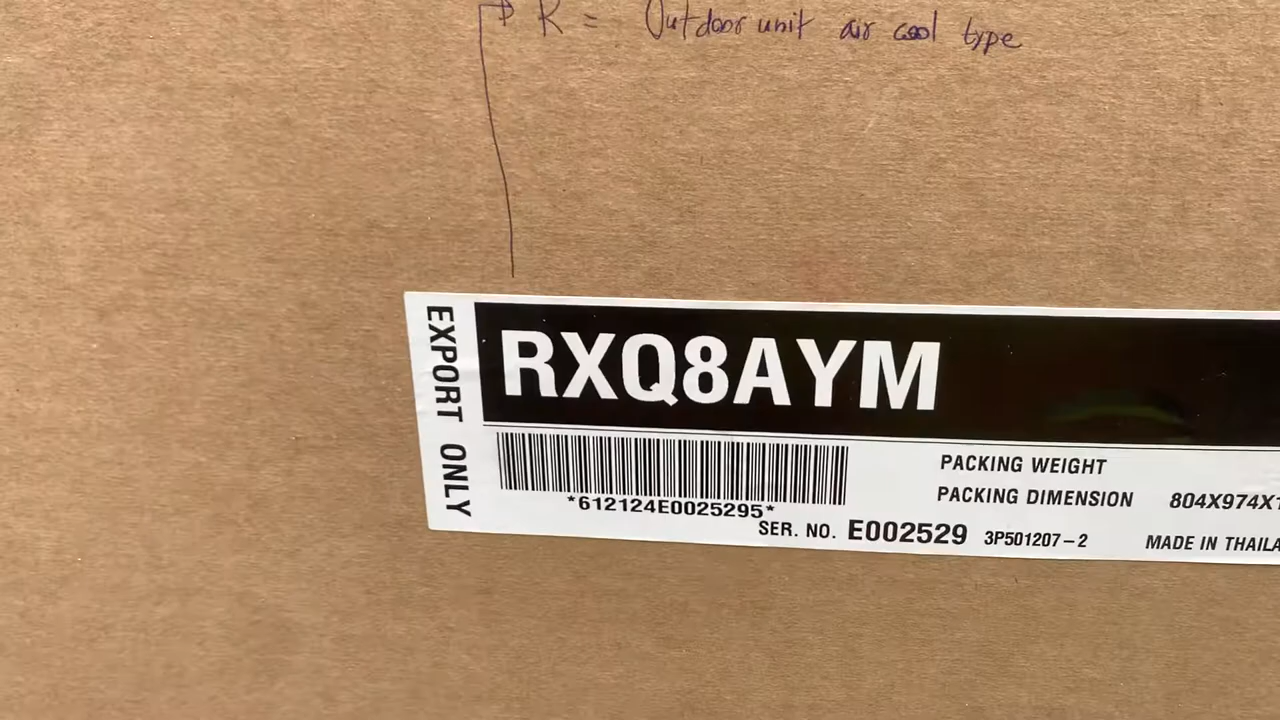 R = Outdoor unit air cool type
EXPORT ONLY
RXQ8AYM
*612124E0025295*
PACKING WEIGHT
PACKING DIMENSION 804X974X
SER. NO. E002529 3P501207-2 MADE IN THAILA